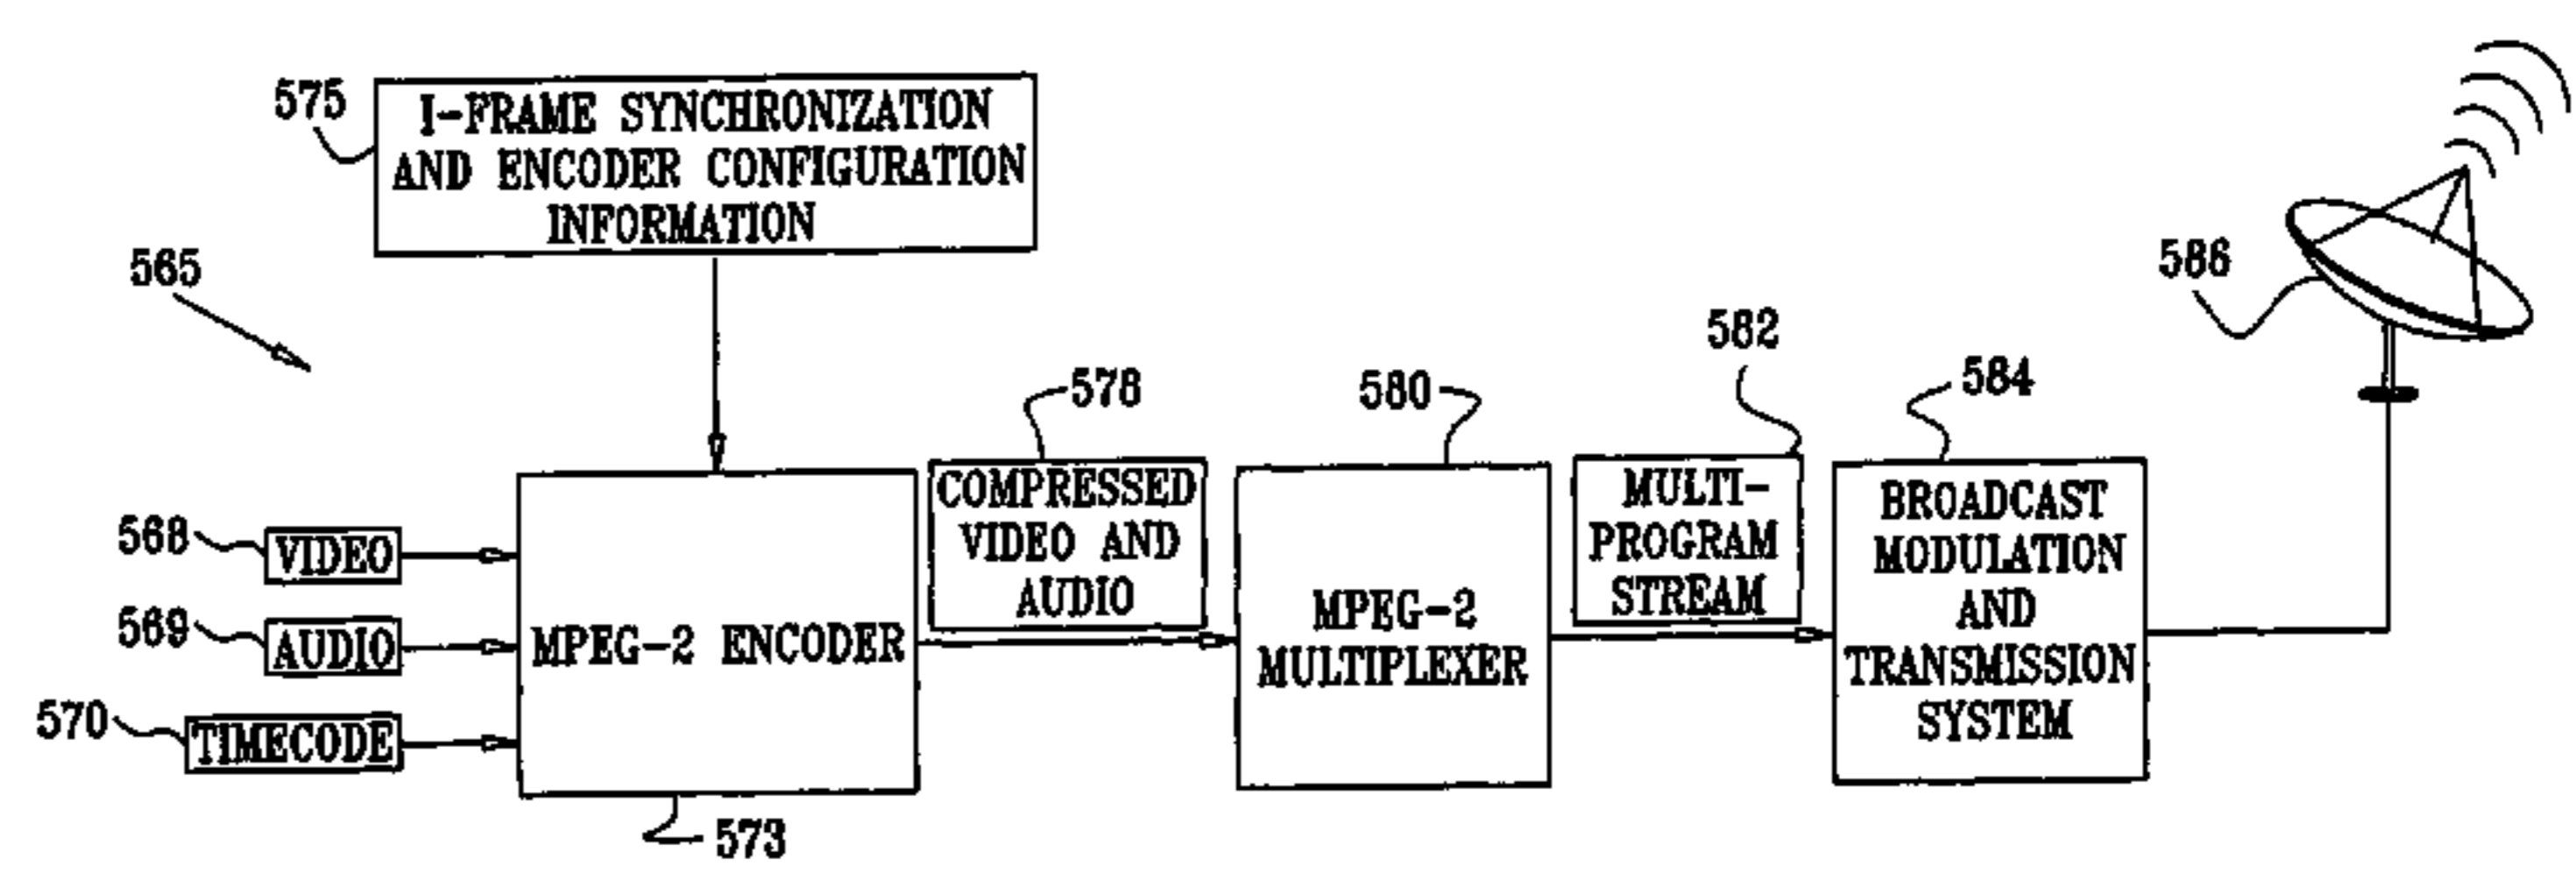 575
I-FRAME SYNCHRONIZATION
AND ENCODER CONFIGURATION
INFORMATION
565
586
582
578
580
584
568
VIDEO
569
AUDIO
570
TIMECODE
MPEG-2 ENCODER
573
COMPRESSED
VIDEO AND
AUDIO
MPEG-2
MULTIPLEXER
MULTI-
PROGRAM
STREAM
BROADCAST
MODULATION
AND
TRANSMISSION
SYSTEM